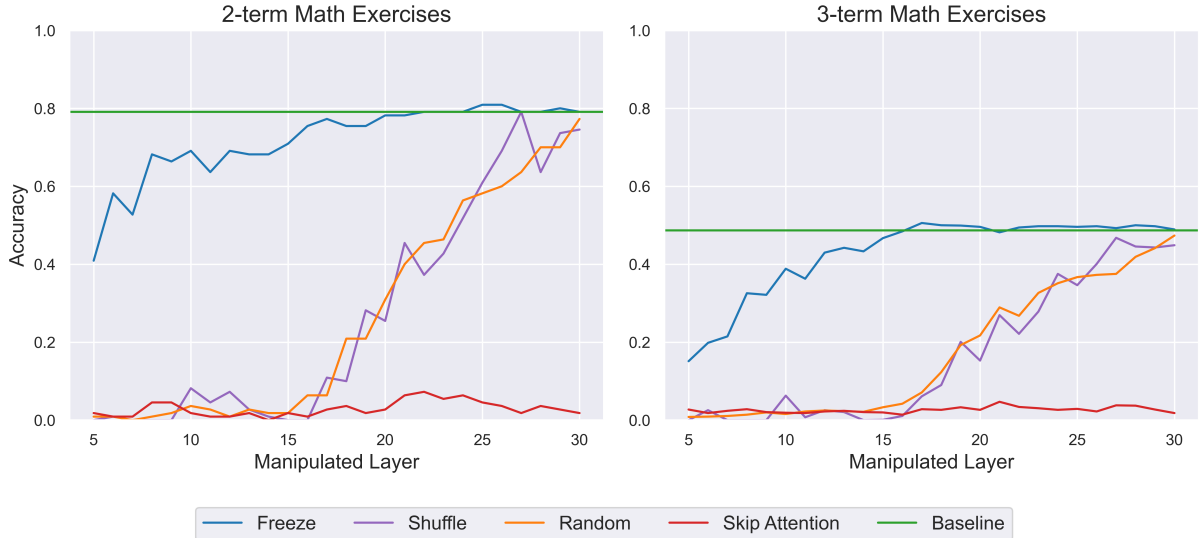 2-term Math Exercises
3-term Math Exercises
Accuracy
1.0
0.8
0.6
0.4
0.2
0.0
5 10 15 20 25 30
Manipulated Layer
1.0
0.8
0.6
0.4
0.2
0.0
5 10 15 20 25 30
Manipulated Layer
Freeze Shuffle Random Skip Attention Baseline